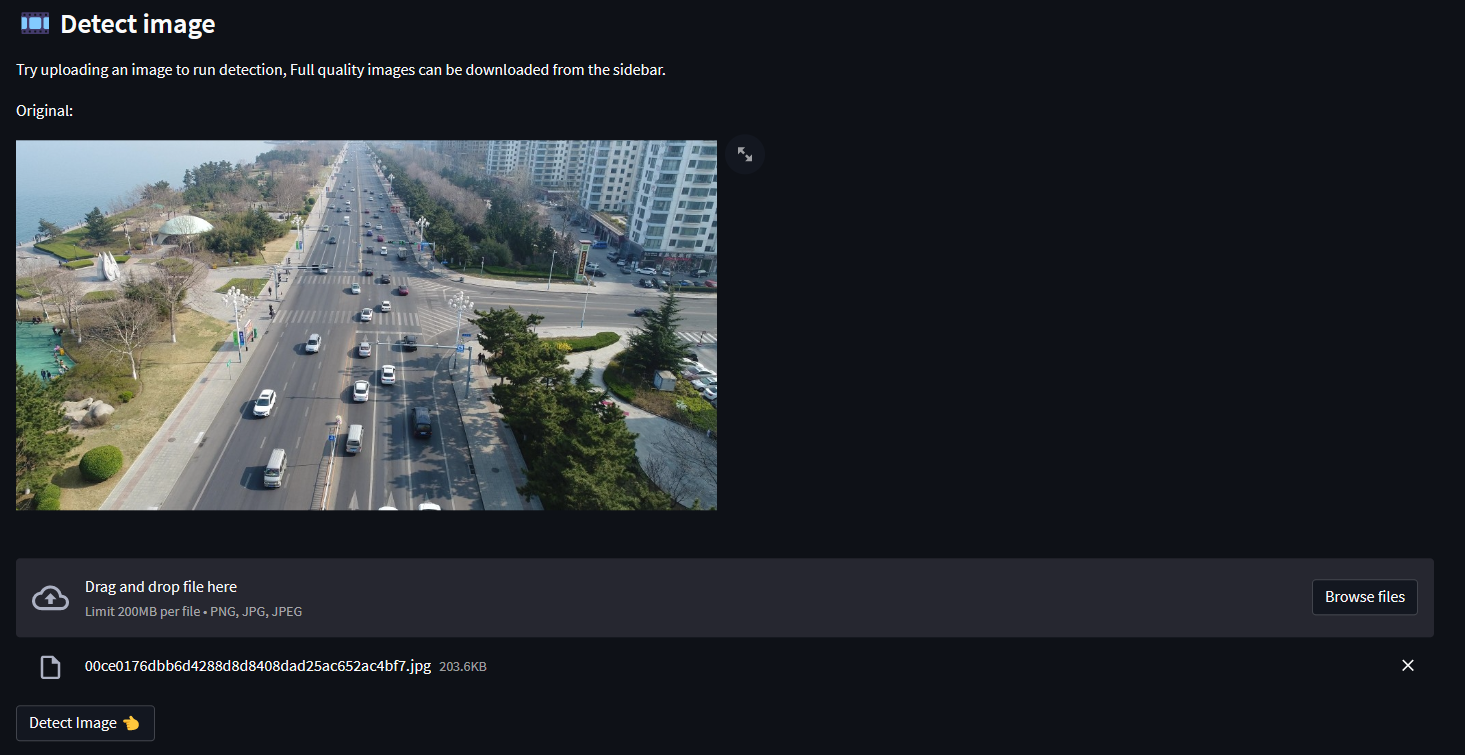 Detect image
Try uploading an image to run detection, Full quality images can be downloaded from the sidebar.
Original:
Drag and drop file here
Limit 200MB per file • PNG, JPG, JPEG
Browse files
00ce0176dbb6d4288d8d8408dad25ac652ac4bf7.jpg 203.6KB
Detect Image 👈